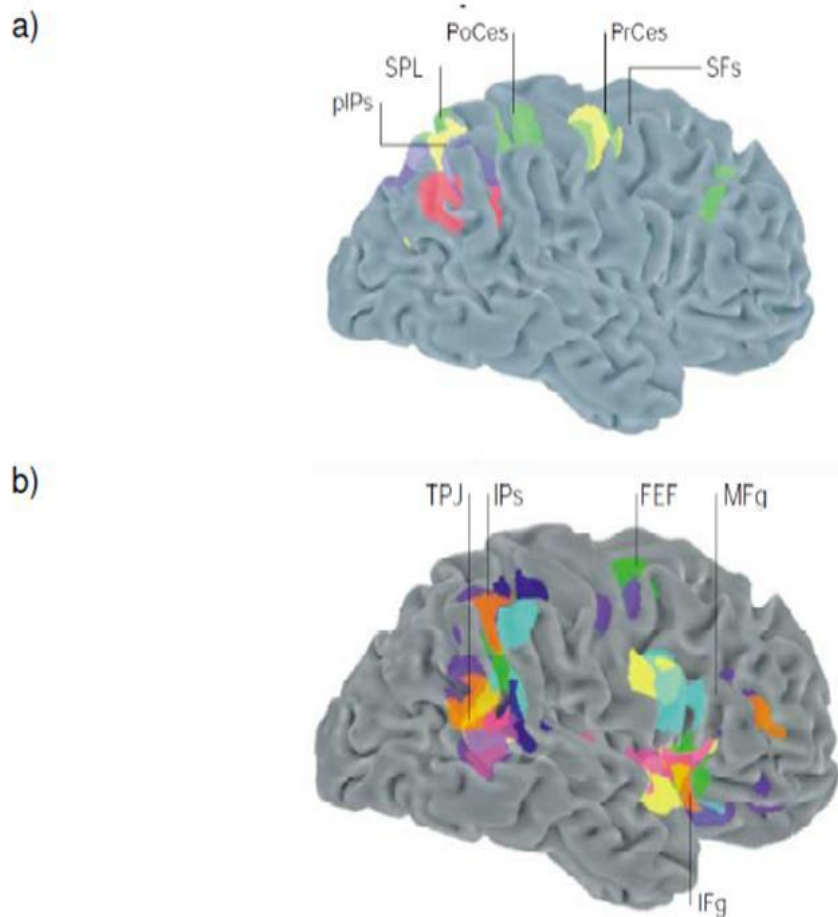 a)
PoCes
PrCes
SPL
SFs
pIPs
b)
TPJ
IPs
FEF
MFg
IFg